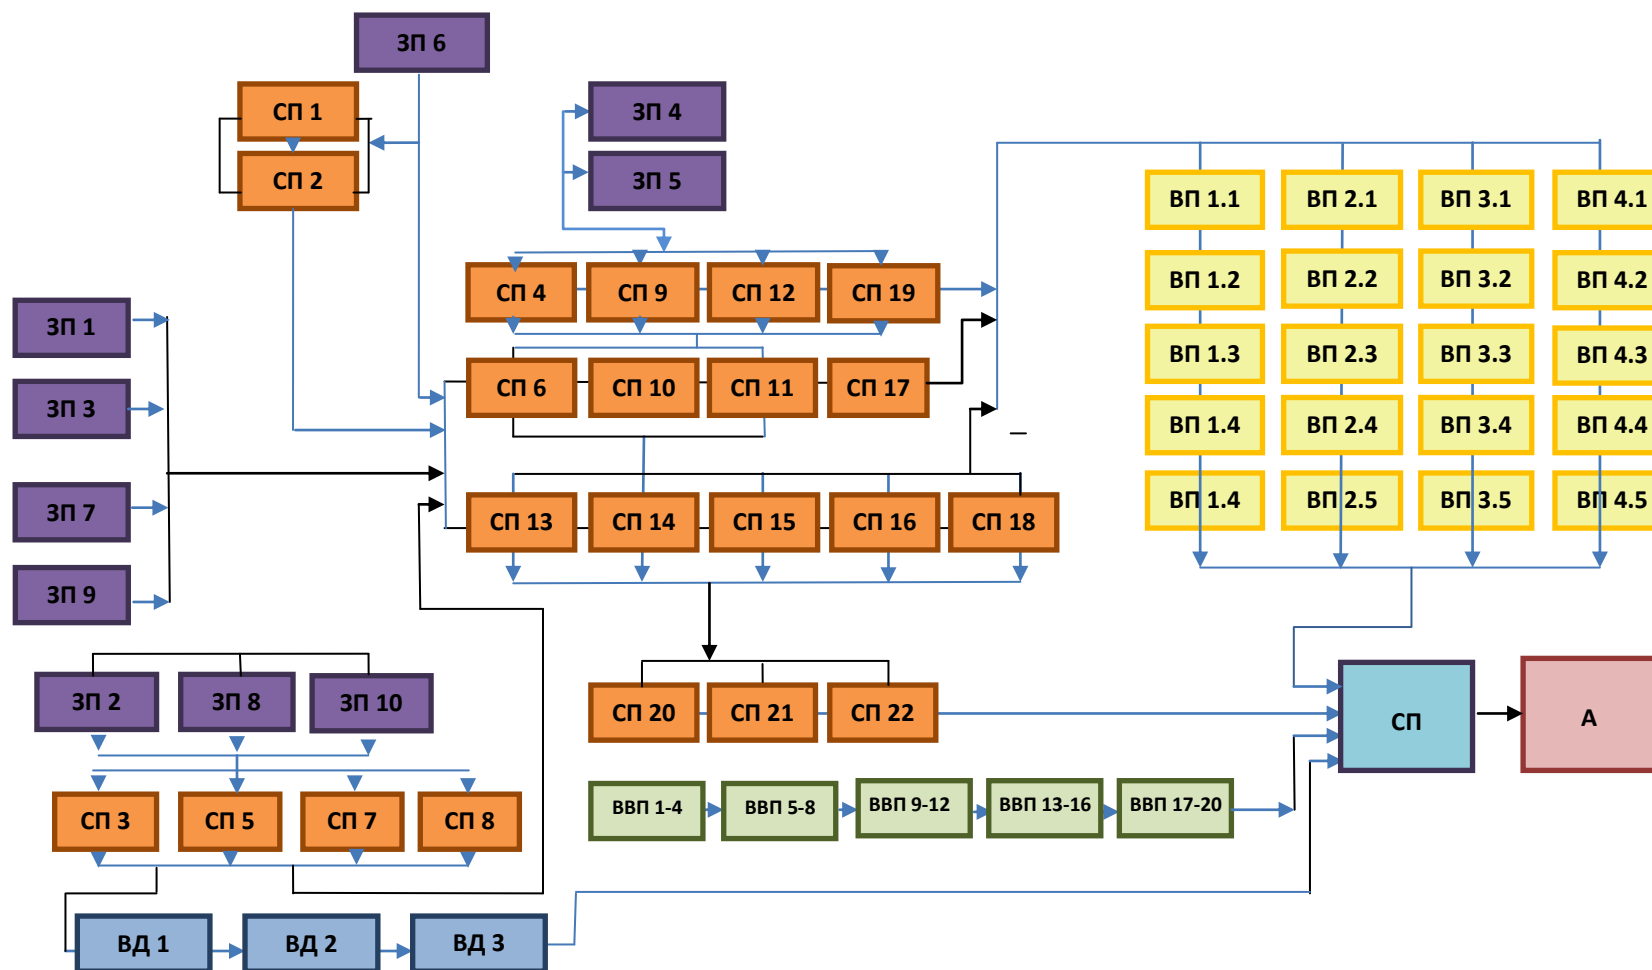 ЗП 6
СП 1
СП 2
ЗП 4
ЗП 5
ВП 1.1
ВП 2.1
ВП 3.1
ВП 4.1
СП 4
СП 9
СП 12
СП 19
ВП 1.2
ВП 2.2
ВП 3.2
ВП 4.2
ЗП 1
ЗП 3
ЗП 7
ЗП 9
СП 6
СП 10
СП 11
СП 17
ВП 1.3
ВП 2.3
ВП 3.3
ВП 4.3
ВП 1.4
ВП 2.4
ВП 3.4
ВП 4.4
СП 13
СП 14
СП 15
СП 16
СП 18
ВП 1.4
ВП 2.5
ВП 3.5
ВП 4.5
ЗП 2
ЗП 8
ЗП 10
СП 20
СП 21
СП 22
СП
А
СП 3
СП 5
СП 7
СП 8
ВВП 1-4
ВВП 5-8
ВВП 9-12
ВВП 13-16
ВВП 17-20
ВД 1
ВД 2
ВД 3